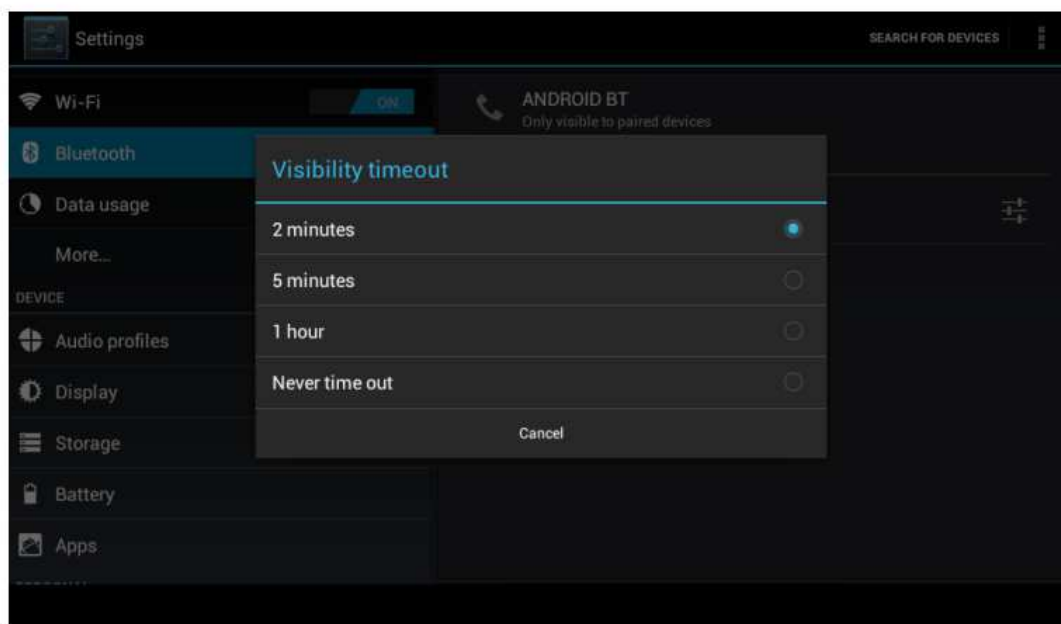 Settings
SEARCH FOR DEVICES
Wi-Fi
ON
ANDROID BT
Only visible to paired devices
Bluetooth
Visibility timeout
Data usage
2 minutes
More...
5 minutes
DEVICE
1 hour
Audio profiles
Never time out
Display
Cancel
Storage
Battery
Apps